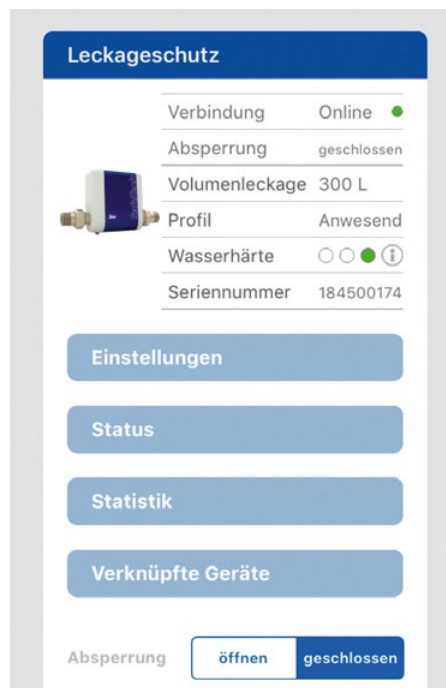 Leckageschutz
Verbindung Online
Absperrung geschlossen
Volumenleckage 300 L
Profil Anwesend
Wasserhärte
Seriennummer 184500174
Einstellungen
Status
Statistik
Verknüpfte Geräte
Absperrung öffnen geschlossen